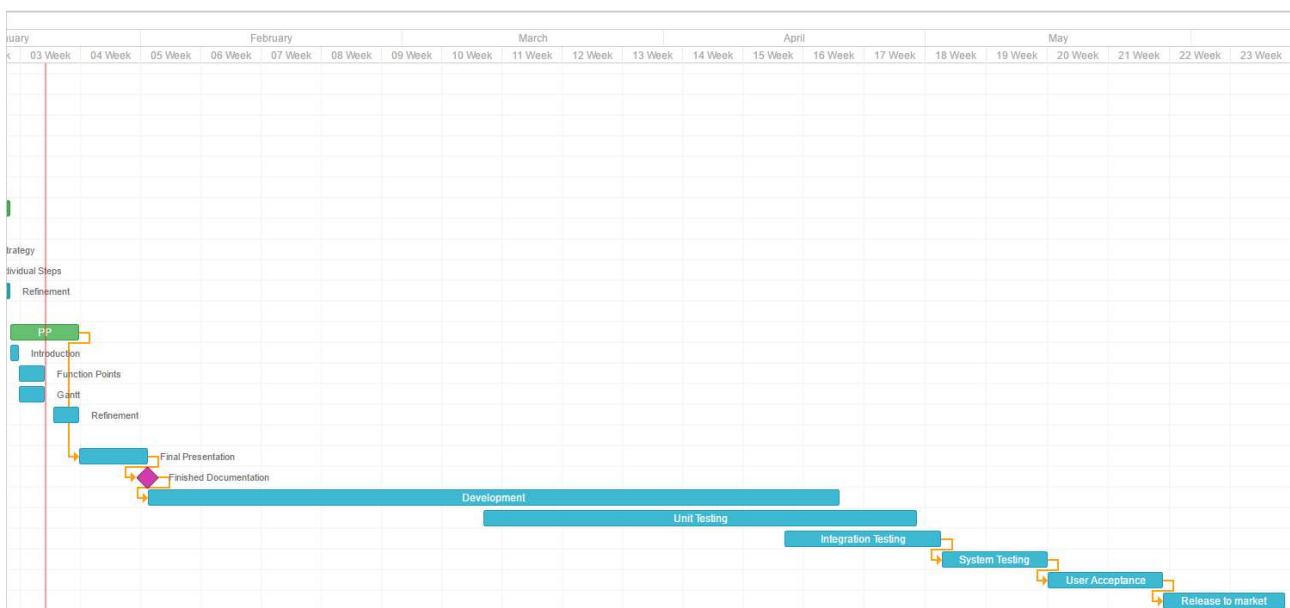 nuary February March April May
k 03 Week 04 Week 05 Week 06 Week 07 Week 08 Week 09 Week 10 Week 11 Week 12 Week 13 Week 14 Week 15 Week 16 Week 17 Week 18 Week 19 Week 20 Week 21 Week 22 Week 23 Week
trategy
dividual Steps
Refinement
PP
Introduction
Function Points
Gantt
Refinement
Final Presentation
Finished Documentation
Development
Unit Testing
Integration Testing
System Testing
User Acceptance
Release to market